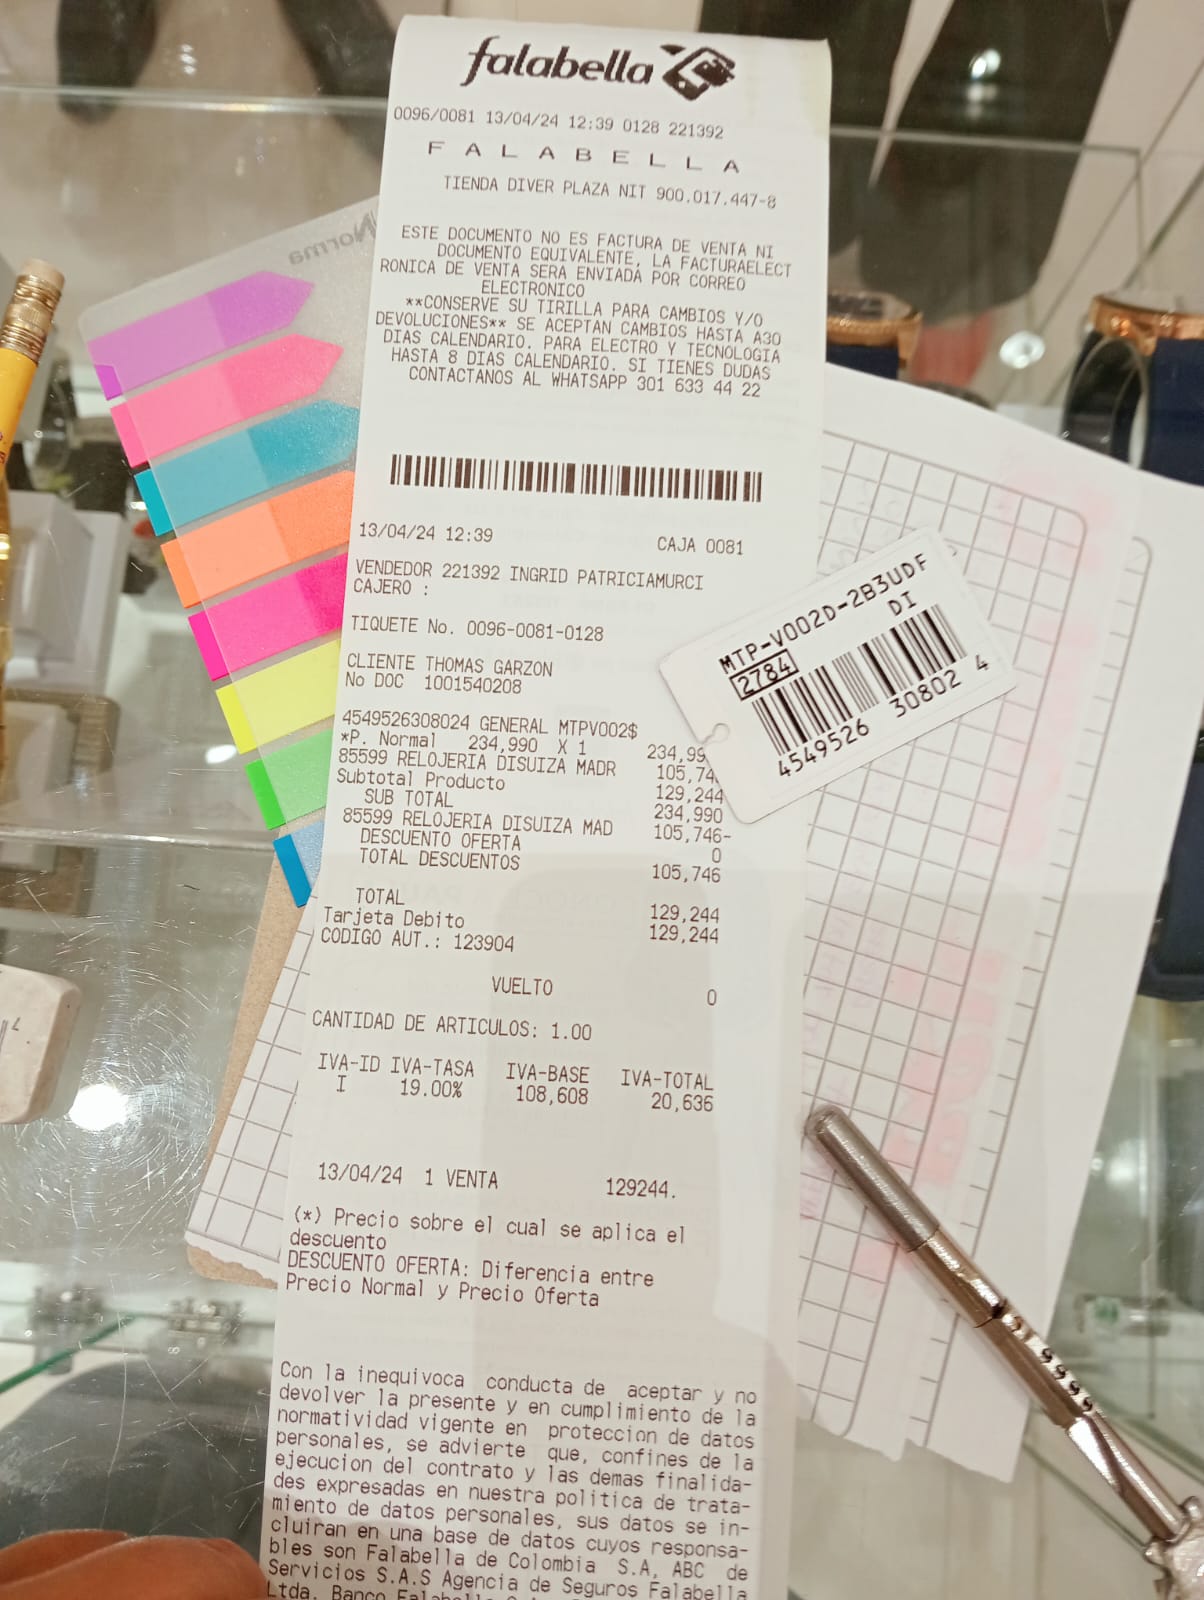 falabella
0096/0081 13/04/24 12:39 0128 221392
F A L A B E L L A
TIENDA DIVER PLAZA NIT 900.017.447-8
ESTE DOCUMENTO NO ES FACTURA DE VENTA NI
DOCUMENTO EQUIVALENTE, LA FACTURAELECT
RONICA DE VENTA SERA ENVIADA POR CORREO
ELECTRONICO
**CONSERVE SU TIRILLA PARA CAMBIOS Y/O
DEVOLUCIONES** SE ACEPTAN CAMBIOS HASTA A30
DIAS CALENDARIO. PARA ELECTRO Y TECNOLOGIA
HASTA 8 DIAS CALENDARIO. SI TIENES DUDAS
CONTACTANOS AL WHATSAPP 301 633 44 22
13/04/24 12:39 CAJA 0081
VENDEDOR 221392 INGRID PATRICIAMURCI
CAJERO :
TIQUETE No. 0096-0081-0128
CLIENTE THOMAS GARZON
No DOC 1001540208
4549526308024 GENERAL MTPV002$
*P. Normal 234,990 X 1 234,99
85599 RELOJERIA DISUIZA MADR 105,74
Subtotal Producto 129,244
SUB TOTAL 234,990
85599 RELOJERIA DISUIZA MAD 105,746-
DESCUENTO OFERTA 0
TOTAL DESCUENTOS 105,746
TOTAL 129,244
Tarjeta Debito 129,244
CODIGO AUT.: 123904
VUELTO 0
CANTIDAD DE ARTICULOS: 1.00
IVA-ID IVA-TASA IVA-BASE IVA-TOTAL
I 19.00% 108,608 20,636
13/04/24 1 VENTA 129244.
(*) Precio sobre el cual se aplica el
descuento
DESCUENTO OFERTA: Diferencia entre
Precio Normal y Precio Oferta
Con la inequivoca conducta de aceptar y no
devolver la presente y en cumplimiento de la
normatividad vigente en proteccion de datos
personales, se advierte que, confines de la
ejecucion del contrato y las demas finalida-
des expresadas en nuestra politica de trata-
miento de datos personales, sus datos se in-
cluiran en una base de datos cuyos responsa-
bles son Falabella de Colombia S.A, ABC de
Servicios S.A.S Agencia de Seguros Falabella
Ltda, Banco Falabella
Norma
MTP-V002D-2B3UDF
DI
2784
4549526 30802 4